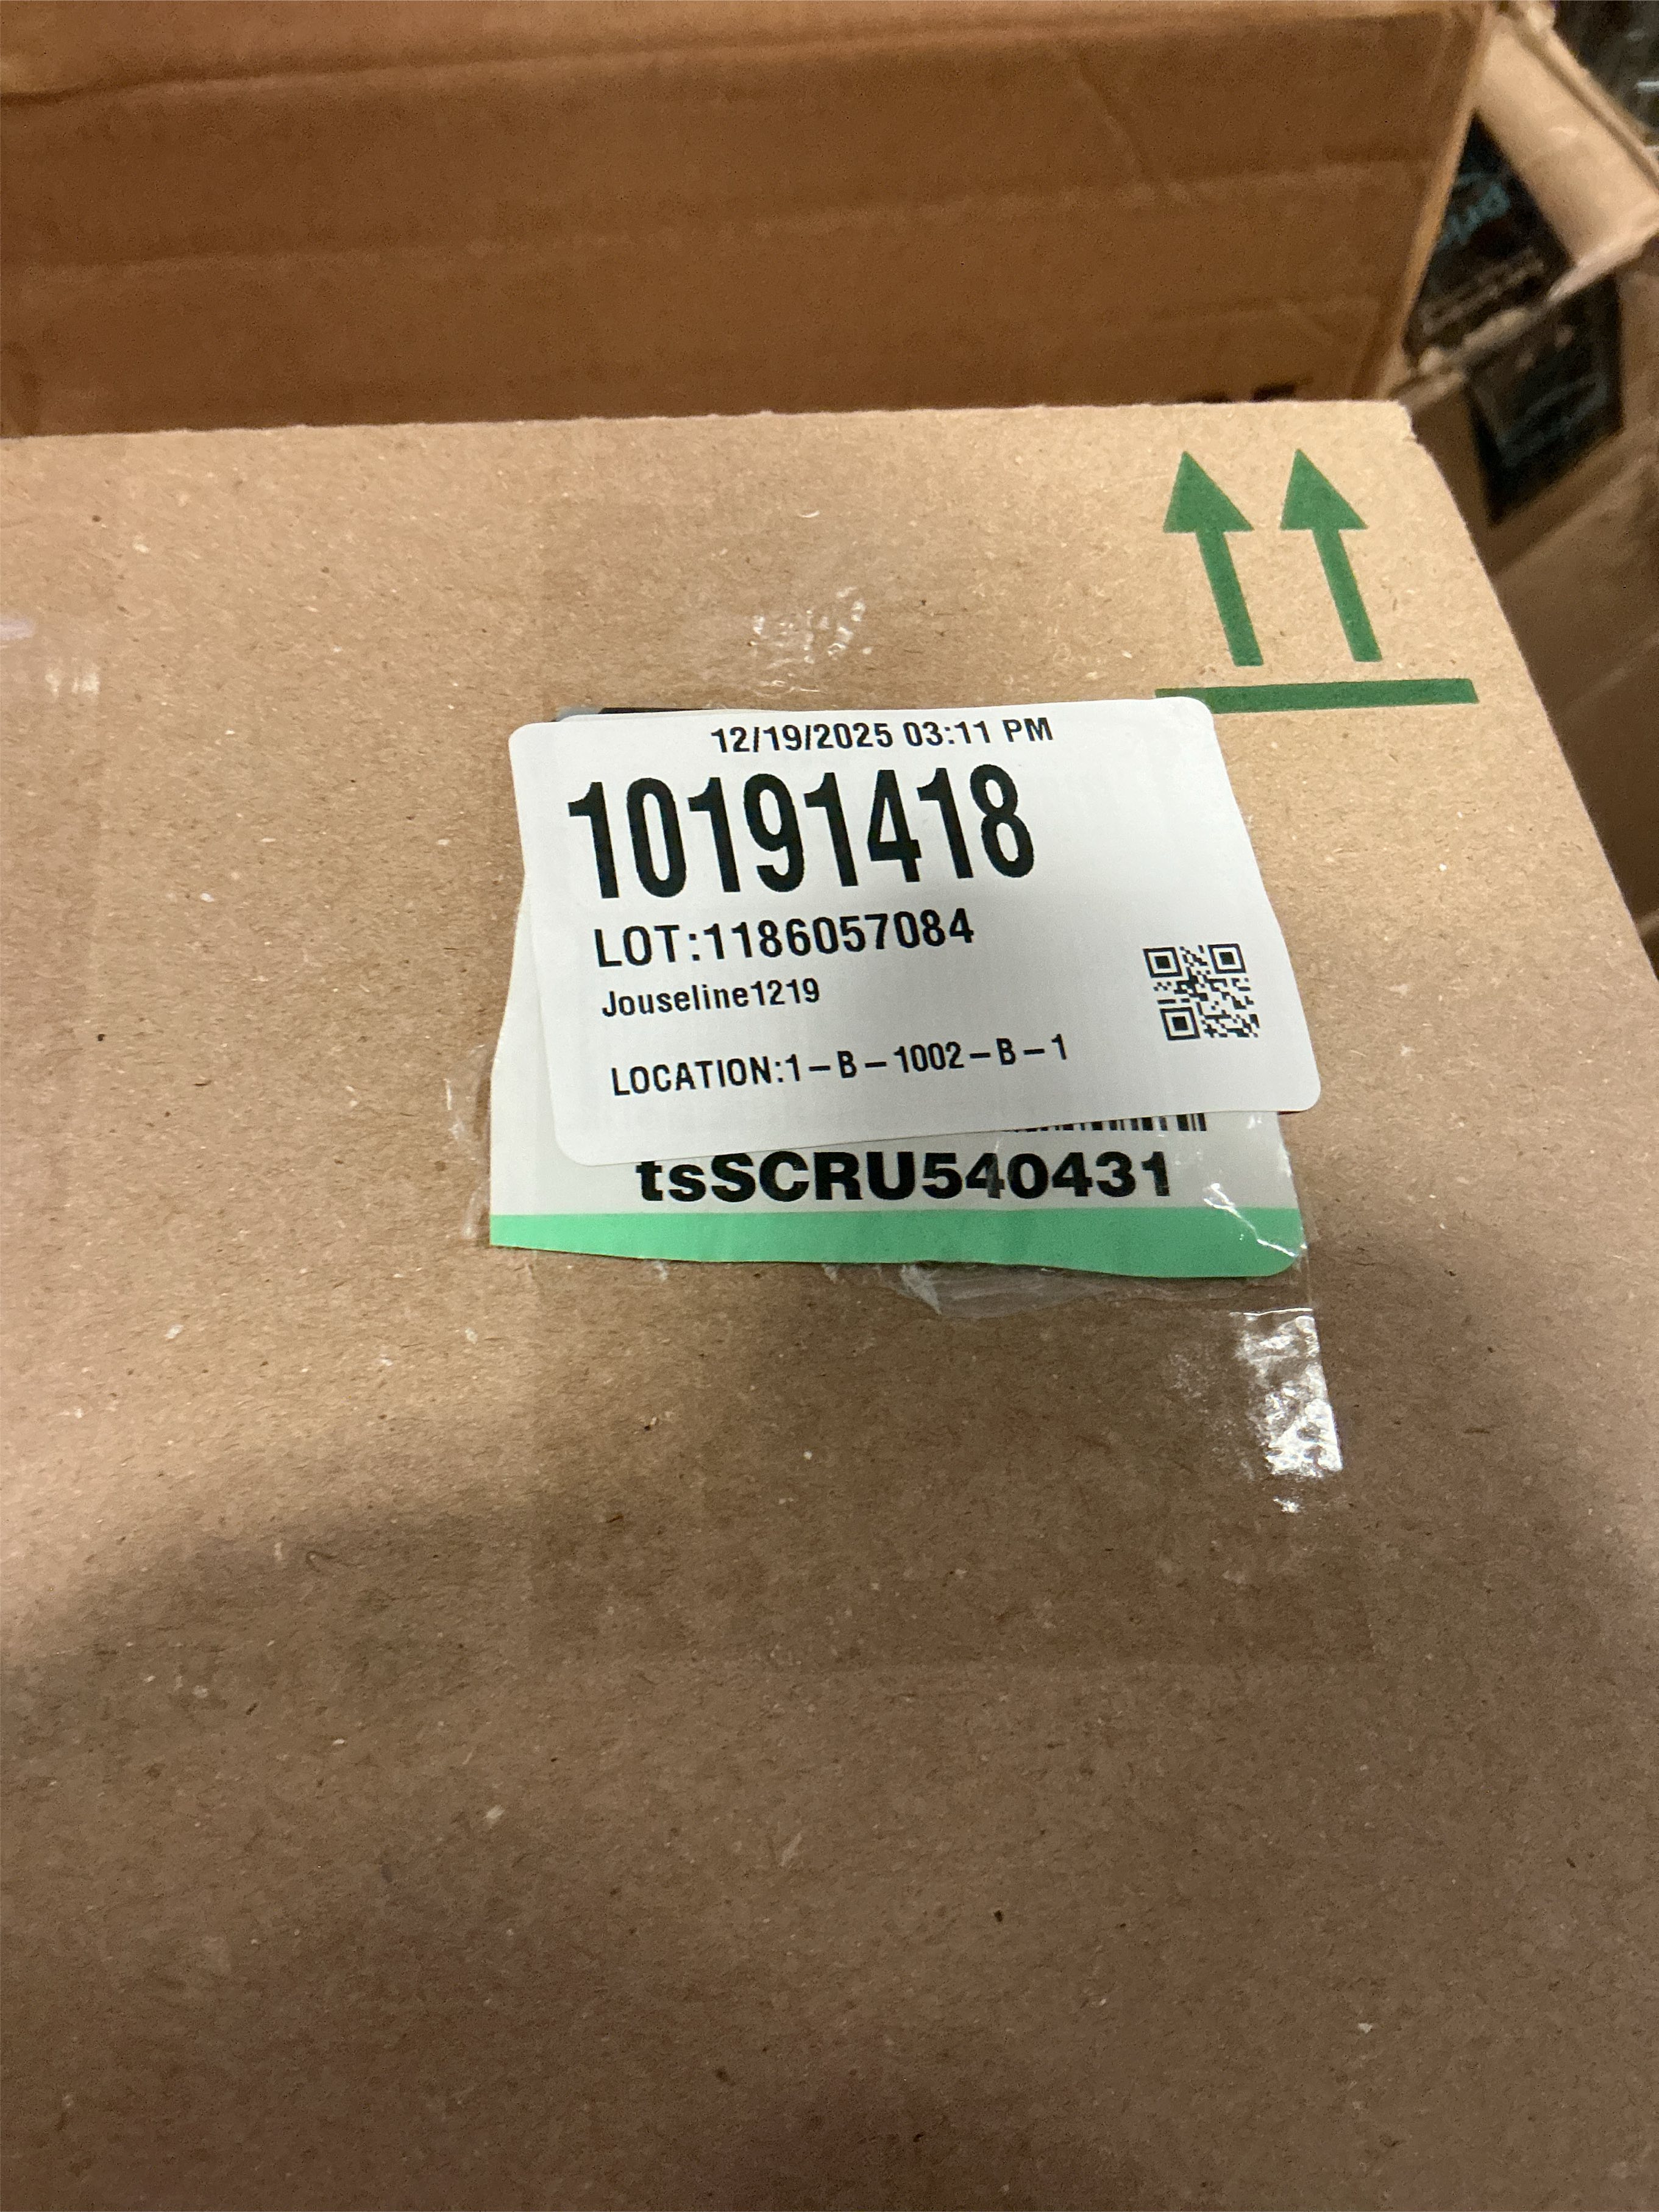 12/19/2025 03:11 PM
10191418
LOT:1186057084
Jouseline1219
LOCATION:1-B-1002-B-1
tsSCRU540431